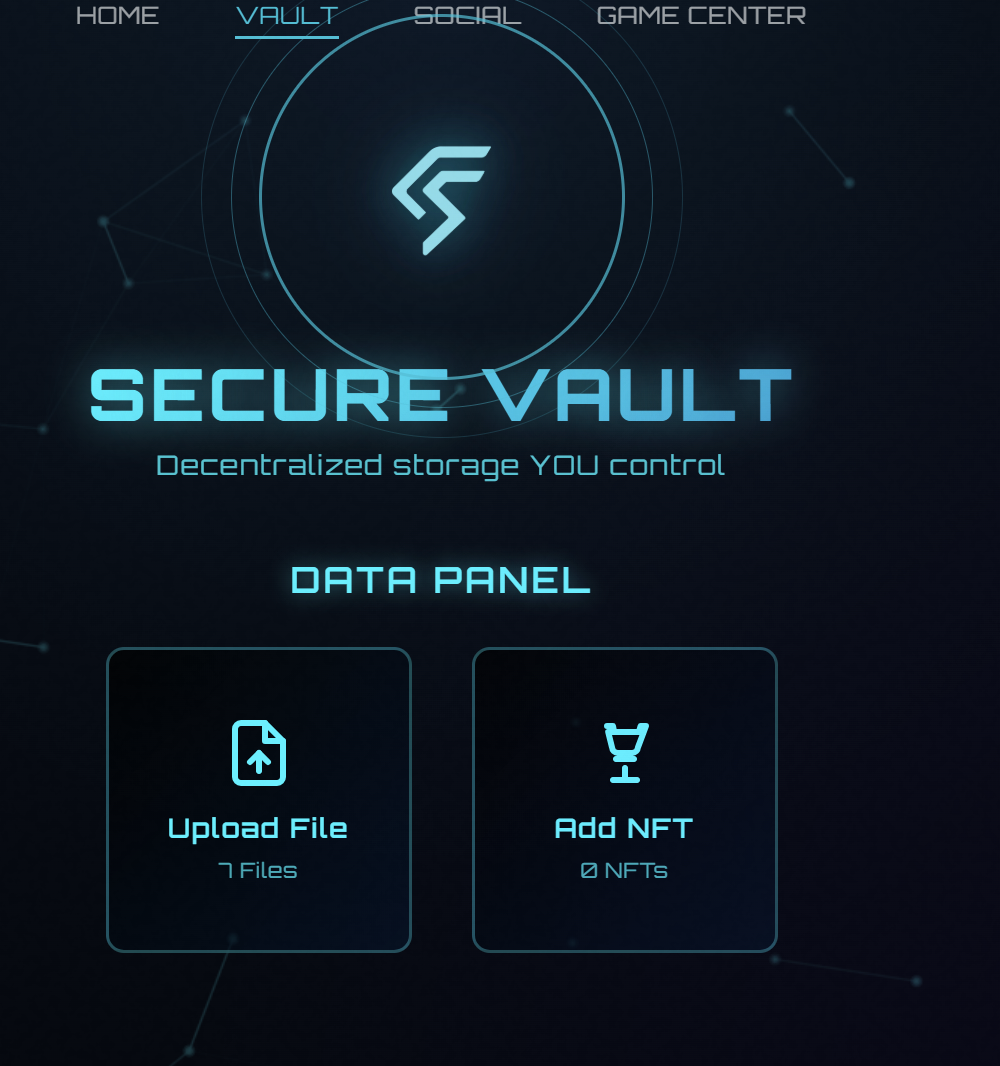 HOME VAULT SOCIAL GAME CENTER
SECURE VAULT
Decentralized storage YOU control
DATA PANEL
Upload File
7 Files
Add NFT
0 NFTs